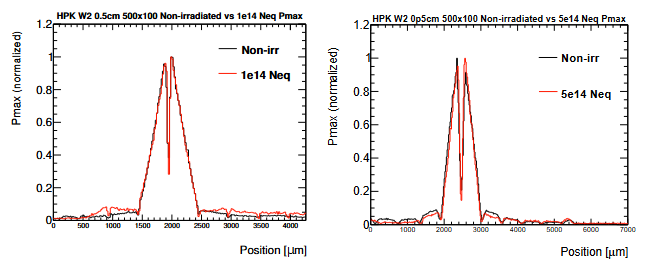 HPK W2 0.5cm 500x100 Non-irradiated vs 1e14 Neq Pmax
Pmax (normalized)
1.2
1
0.8
0.6
0.4
0.2
0
Non-irr
1e14 Neq
0 500 1000 1500 2000 2500 3000 3500 4000
Position [μm]
HPK W2 0p5cm 500x100 Non-irradiated vs 5e14 Neq Pmax
Pmax (normalized)
1.2
1
0.8
0.6
0.4
0.2
0
Non-irr
5e14 Neq
0 1000 2000 3000 4000 5000 6000 7000
Position [μm]